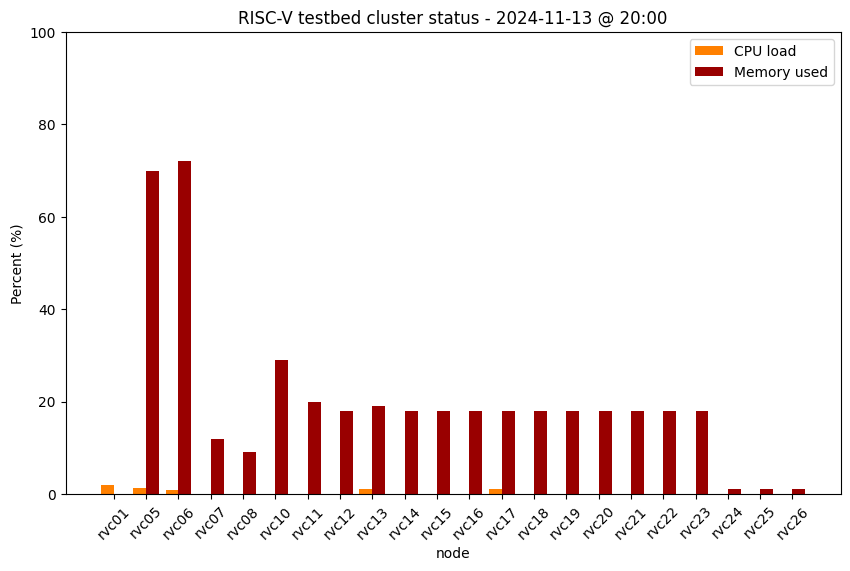 RISC-V testbed cluster status - 2024-11-13 @ 20:00
CPU load
Memory used
Percent (%)
100
80
60
40
20
0
rvc01 rvc05 rvc06 rvc07 rvc08 rvc10 rvc11 rvc12 rvc13 rvc14 rvc15 rvc16 rvc17 rvc18 rvc19 rvc20 rvc21 rvc22 rvc23 rvc24 rvc25 rvc26
node